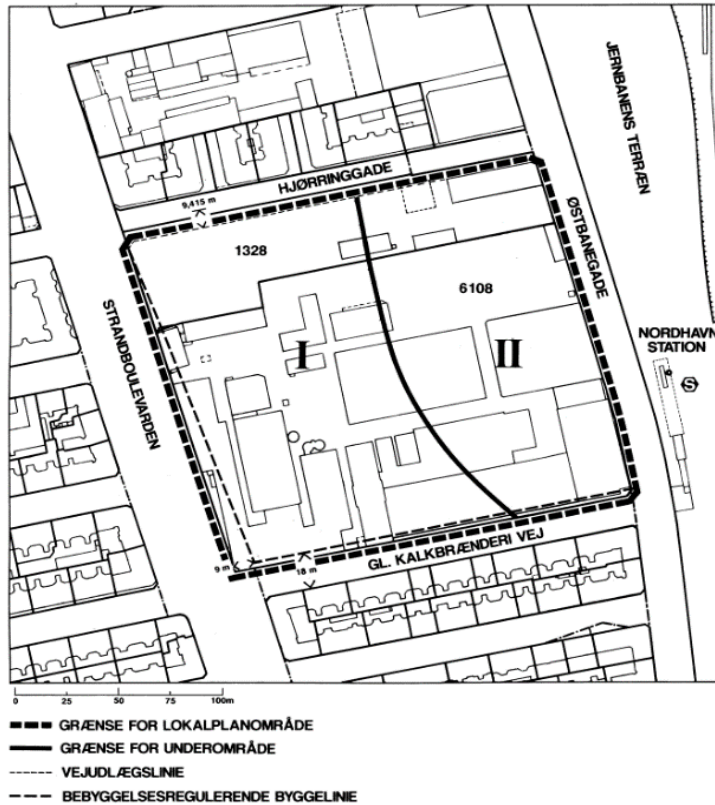 JERNBANENS TERRÆN
HJØRRINGGADE
9,415 m
ØSTBANEGADE
1328
6108
STRANDBOULEVARDEN
I
II
NORDHAVN
STATION
S
GL. KALKBRÆNDERI VEJ
9 m
18 m
0 25 50 75 100m
GRÆNSE FOR LOKALPLANOMRÅDE
GRÆNSE FOR UNDEROMRÅDE
VEJUDLÆGSLINIE
BEBYGGELSESREGULERENDE BYGGELINIE